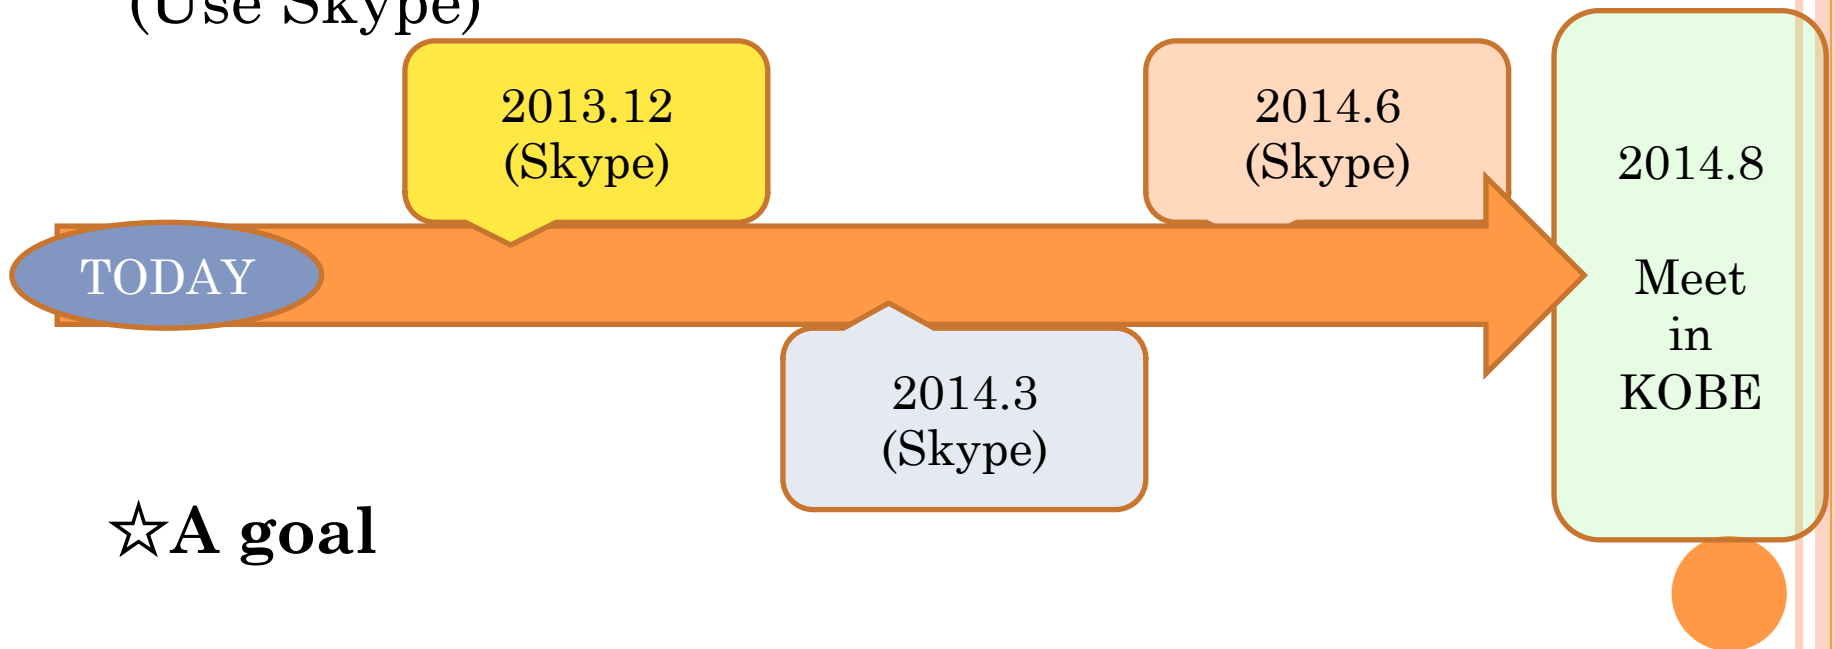 (Use Skype)
2013.12
(Skype)
2014.6
(Skype)
2014.8
Meet
in
KOBE
TODAY
2014.3
(Skype)
☆A goal